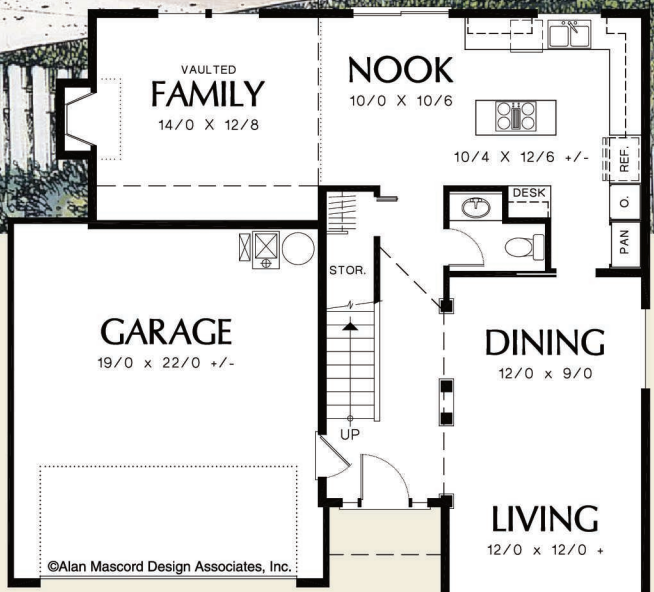 VAULTED
FAMILY
14/0 X 12/8
NOOK
10/0 X 10/6
10/4 X 12/6 +/-
REF.
DESK
O.
PAN
STOR.
GARAGE
19/0 x 22/0 +/-
DINING
12/0 x 9/0
UP
LIVING
12/0 x 12/0 +
©Alan Mascord Design Associates, Inc.